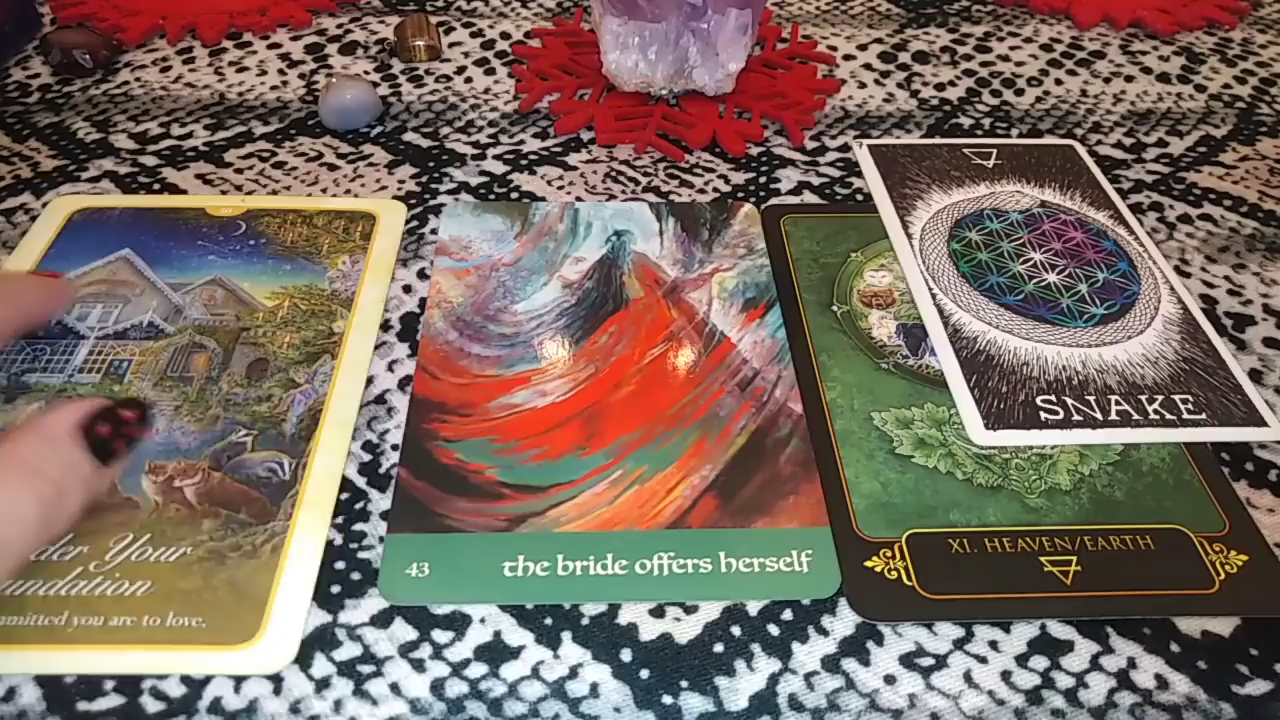 der Your
undation
mmitted you are to love.
43 the bride offers herself
XI. HEAVEN/EARTH
SNAKE